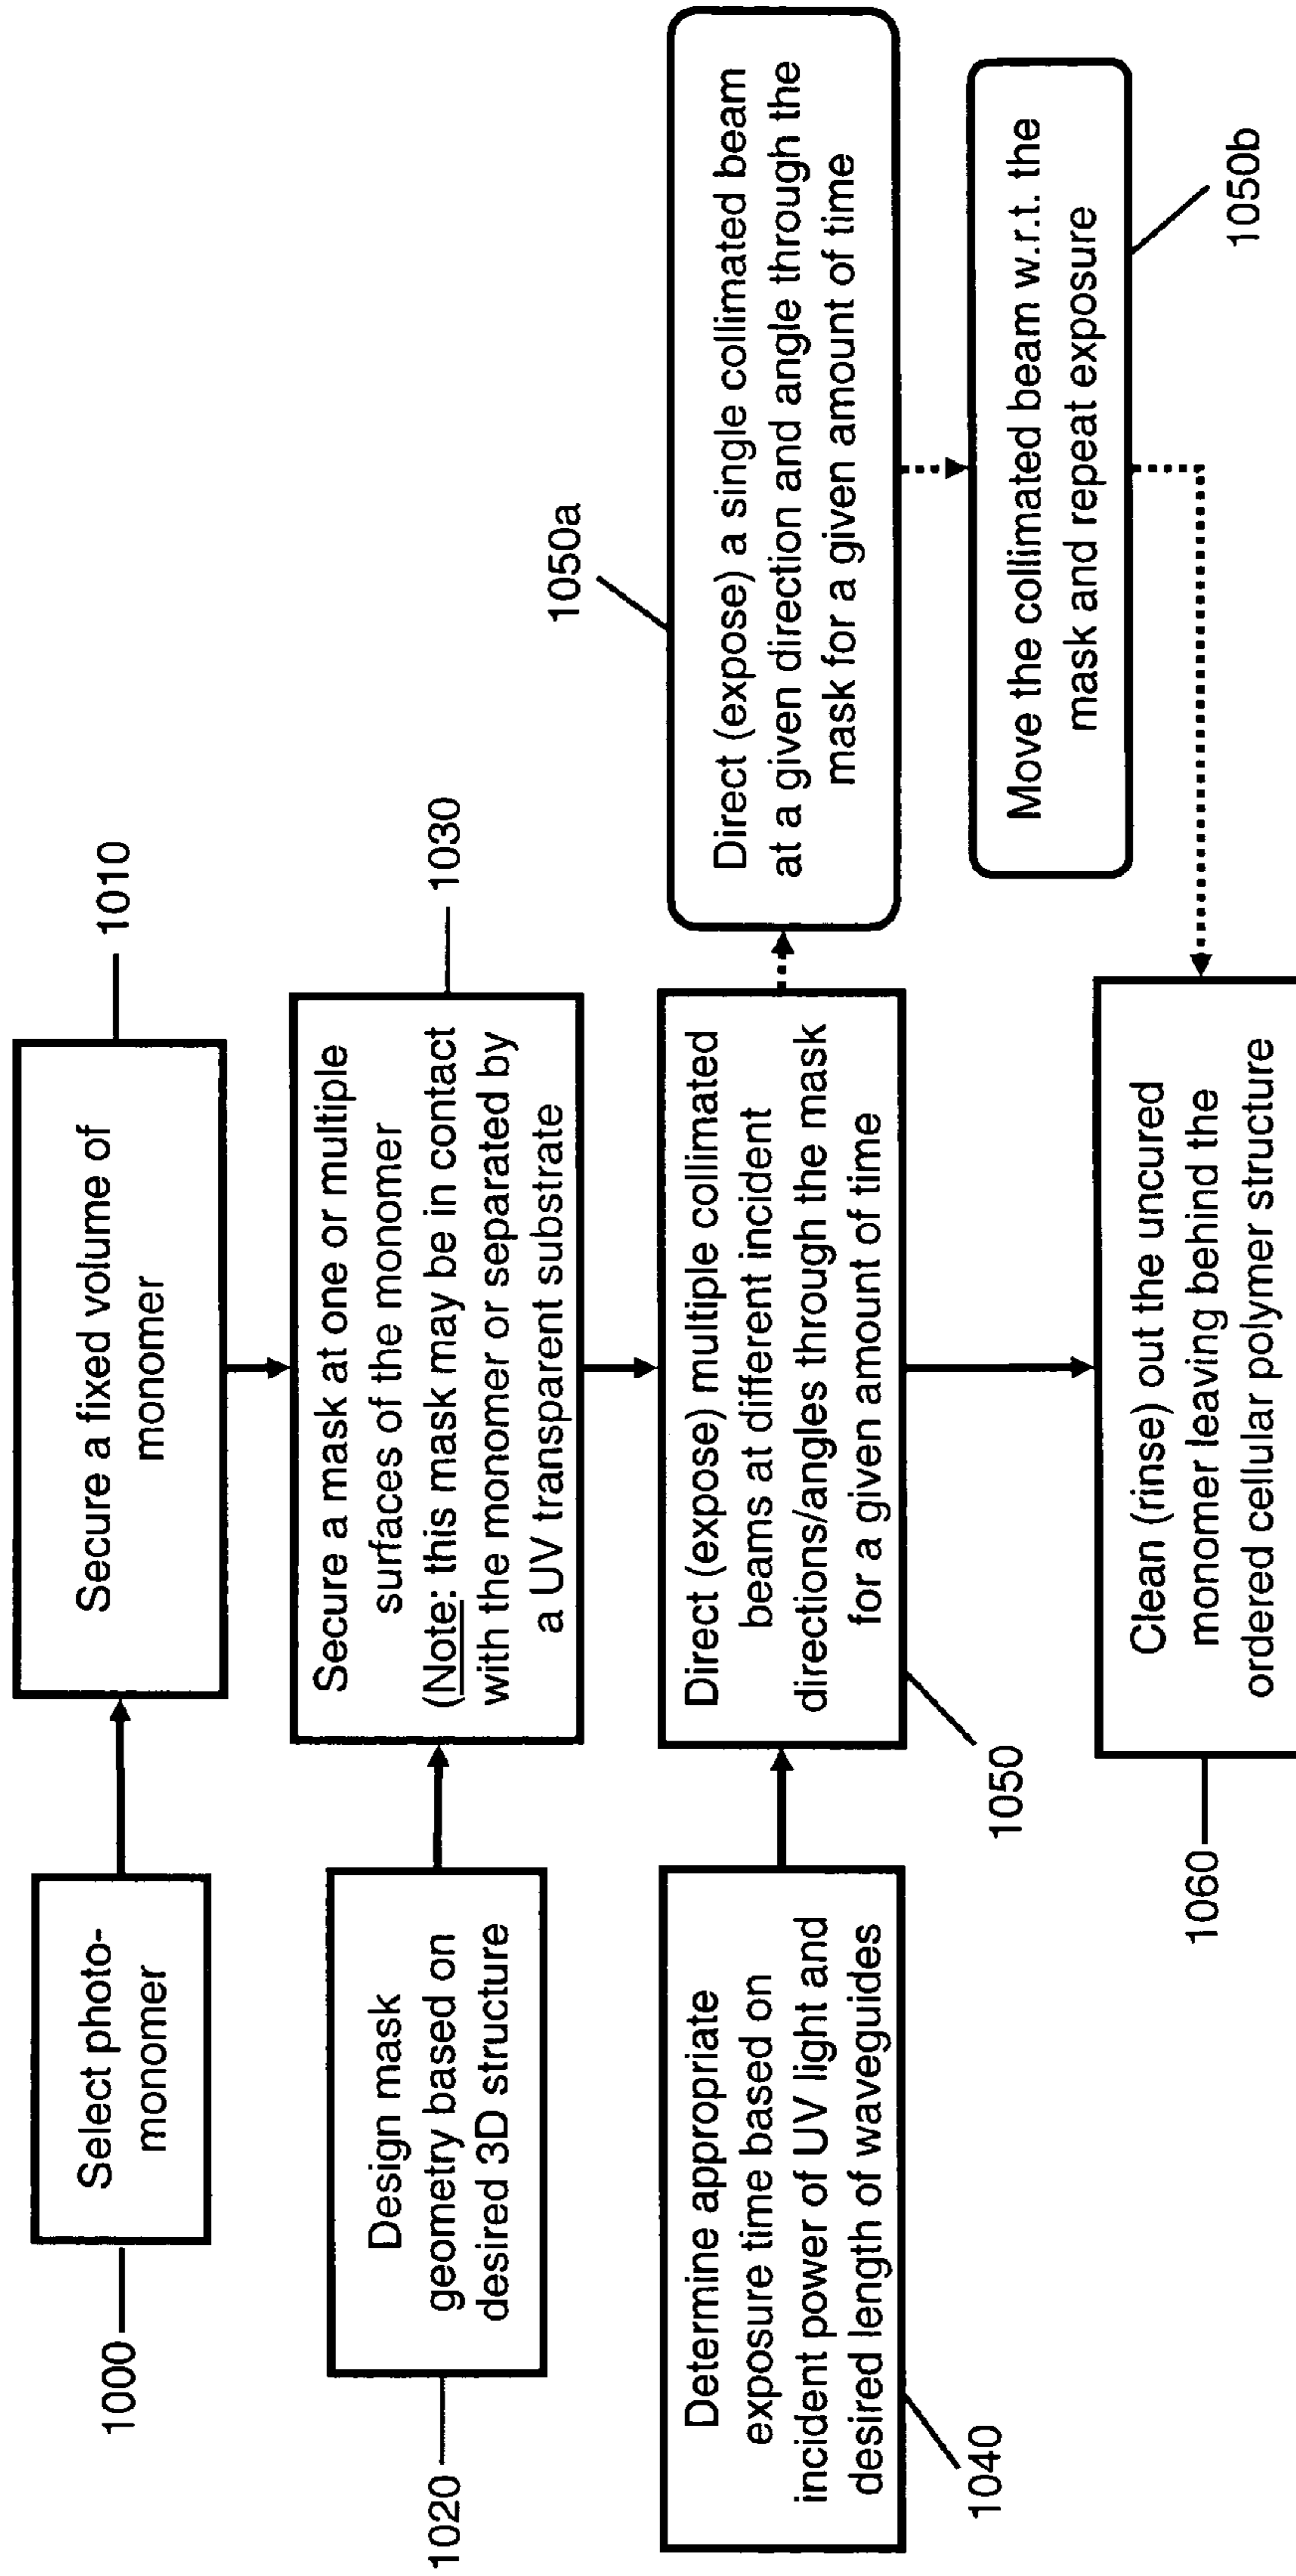 1000
Select photo-
monomer
Secure a fixed volume of
monomer
1010
1020
Design mask
geometry based on
desired 3D structure
Secure a mask at one or multiple
surfaces of the monomer
(Note: this mask may be in contact
with the monomer or separated by
a UV transparent substrate
1030
Determine appropriate
exposure time based on
incident power of UV light and
desired length of waveguides
1040
Direct (expose) multiple collimated
beams at different incident
directions/angles through the mask
for a given amount of time
1050
1050a
Direct (expose) a single collimated beam
at a given direction and angle through the
mask for a given amount of time
Move the collimated beam w.r.t. the
mask and repeat exposure
1050b
1060
Clean (rinse) out the uncured
monomer leaving behind the
ordered cellular polymer structure